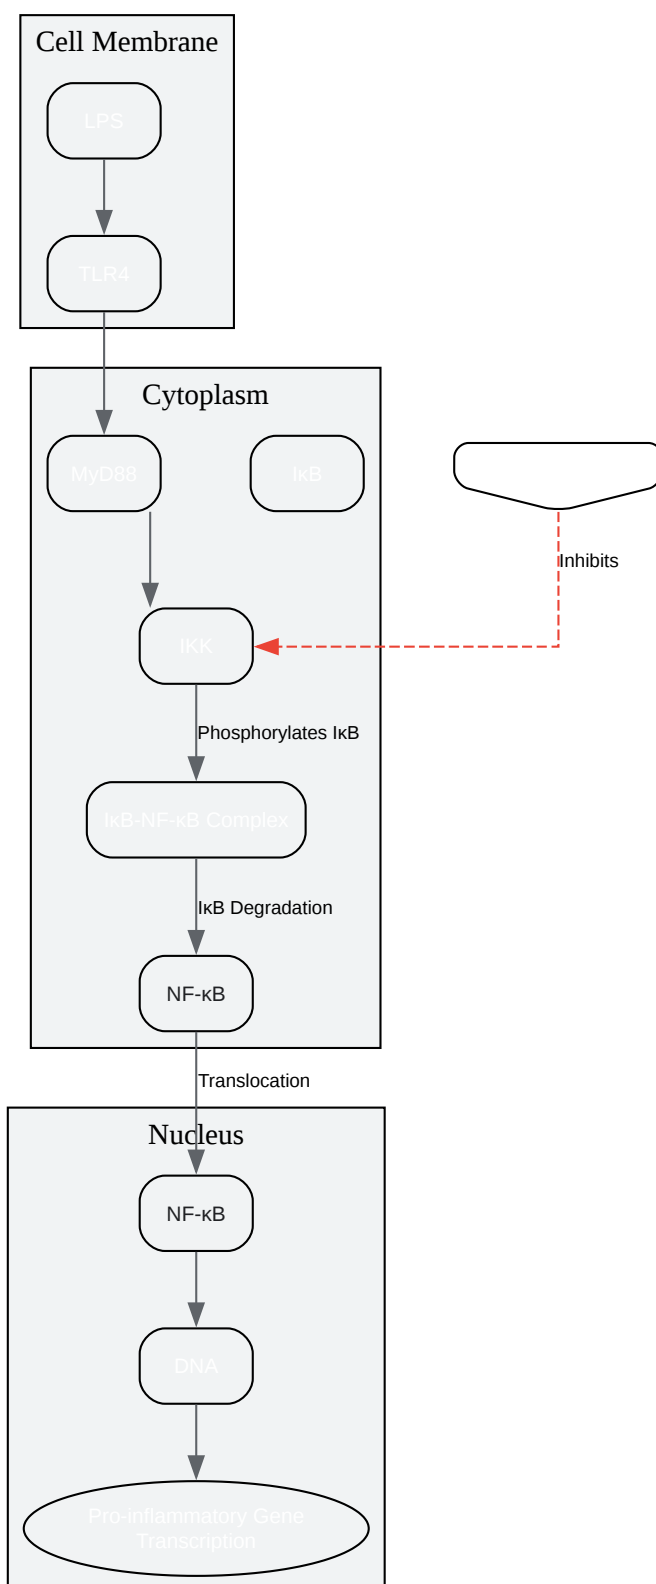 Cell Membrane
LPS
TLR4
Cytoplasm
MyD88
IκB
Inhibits
IKK
Phosphorylates IκB
IκB-NF-κB Complex
IκB Degradation
NF-κB
Translocation
Nucleus
NF-κB
DNA
Pro-inflammatory Gene
Transcription